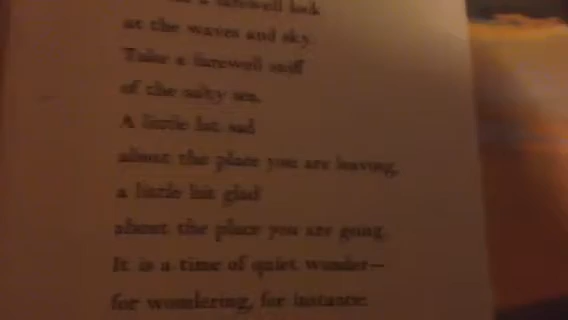 a farewell look
at the waves and sky.
Take a farewell sniff
of the salty sea.
A little bit sad
about the place you are leaving,
a little bit glad
about the place you are going.
It is a time of quiet wonder—
for wondering, for instance: